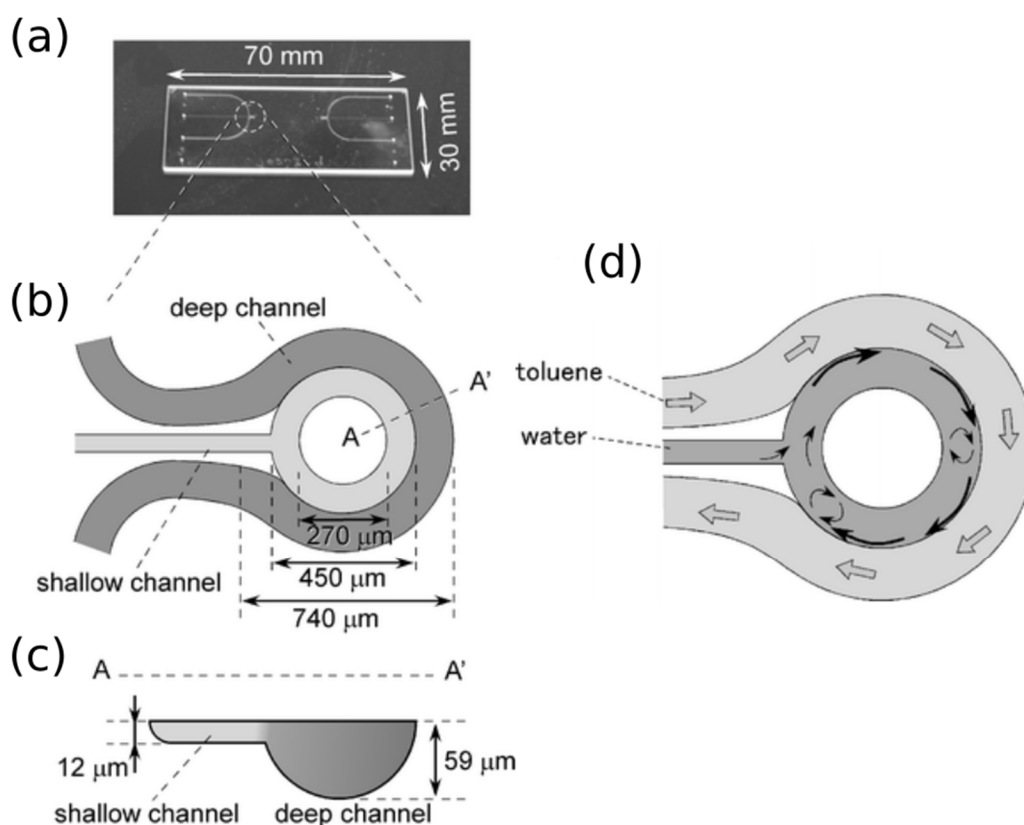 (a)
70 mm
30 mm
(b)
deep channel
A'
A
270 μm
450 μm
shallow channel
740 μm
(c)
A
A'
12 μm
59 μm
shallow channel
deep channel
(d)
toluene
water